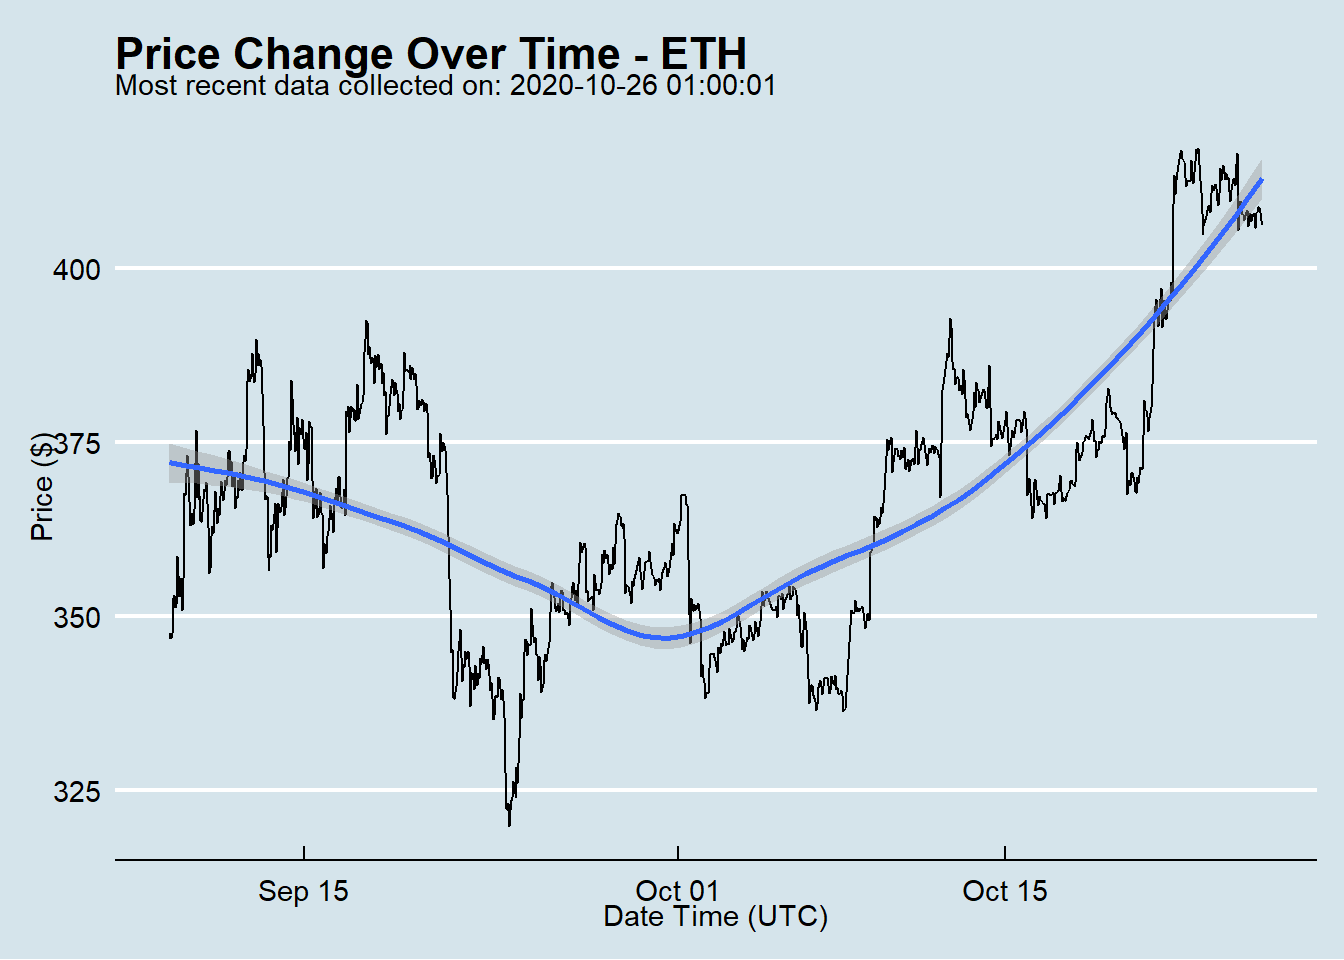 Price Change Over Time - ETH
Most recent data collected on: 2020-10-26 01:00:01
Price ($)
400
375
350
325
Sep 15
Oct 01
Oct 15
Date Time (UTC)